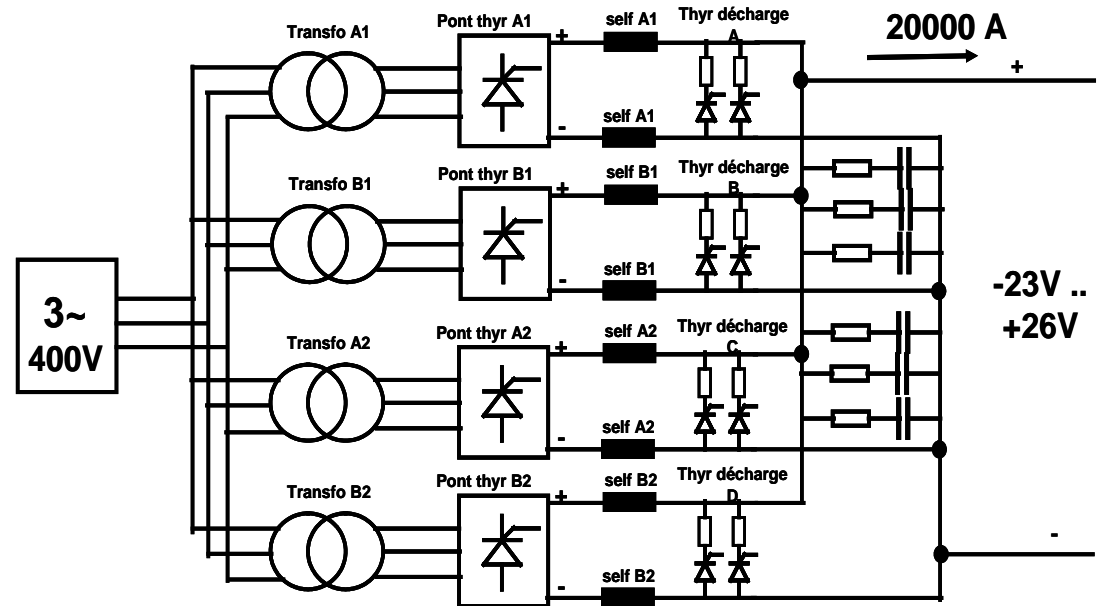 Transfo A1
Pont thyr A1
self A1
Thyr décharge
A
20000 A
+
+
-
self A1
Transfo B1
Pont thyr B1
self B1
Thyr décharge
B
+
-
self B1
3~
400V
-23V ..
+26V
Transfo A2
Pont thyr A2
self A2
Thyr décharge
C
+
-
self A2
Transfo B2
Pont thyr B2
self B2
Thyr décharge
D
+
-
-
self B2